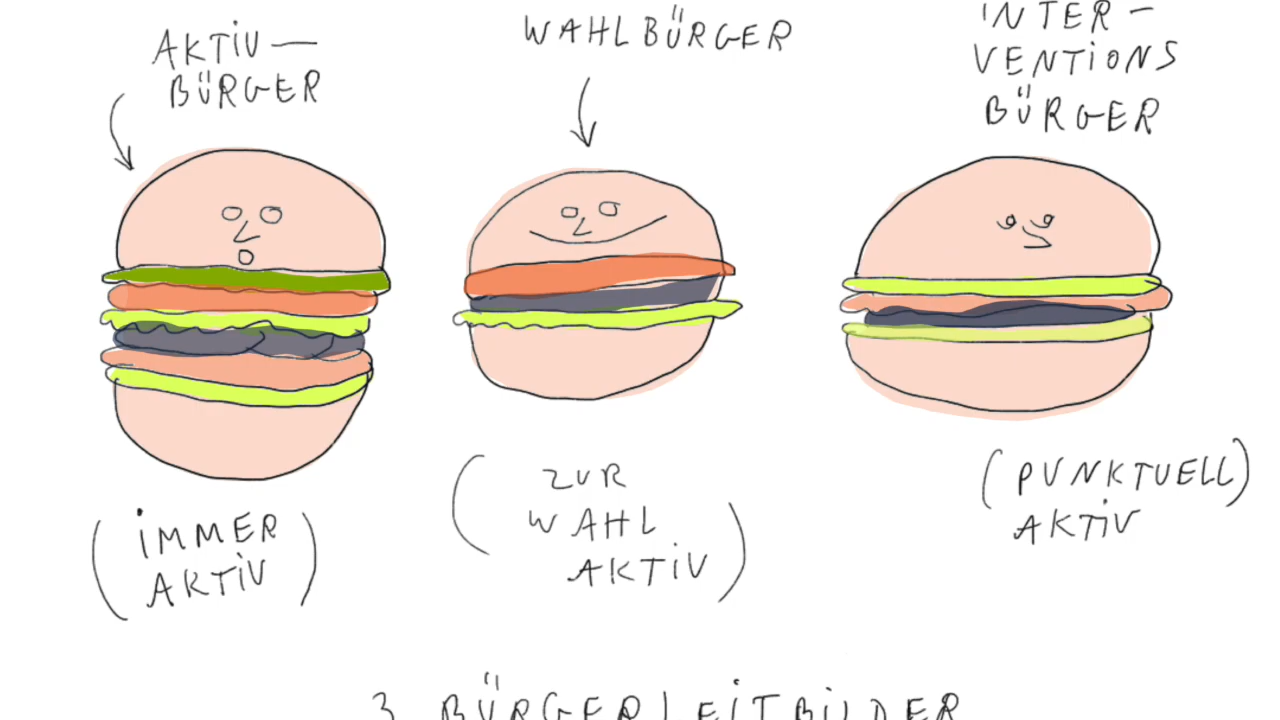 AKTIV—
BÜRGER
WAHLBÜRGER
INTER-
VENTIONS
BÜRGER
(IMMER
AKTIV)
(ZUR
WAHL
AKTIV)
(PUNKTUELL)
AKTIV
3 BÜRGERLEITBILDER